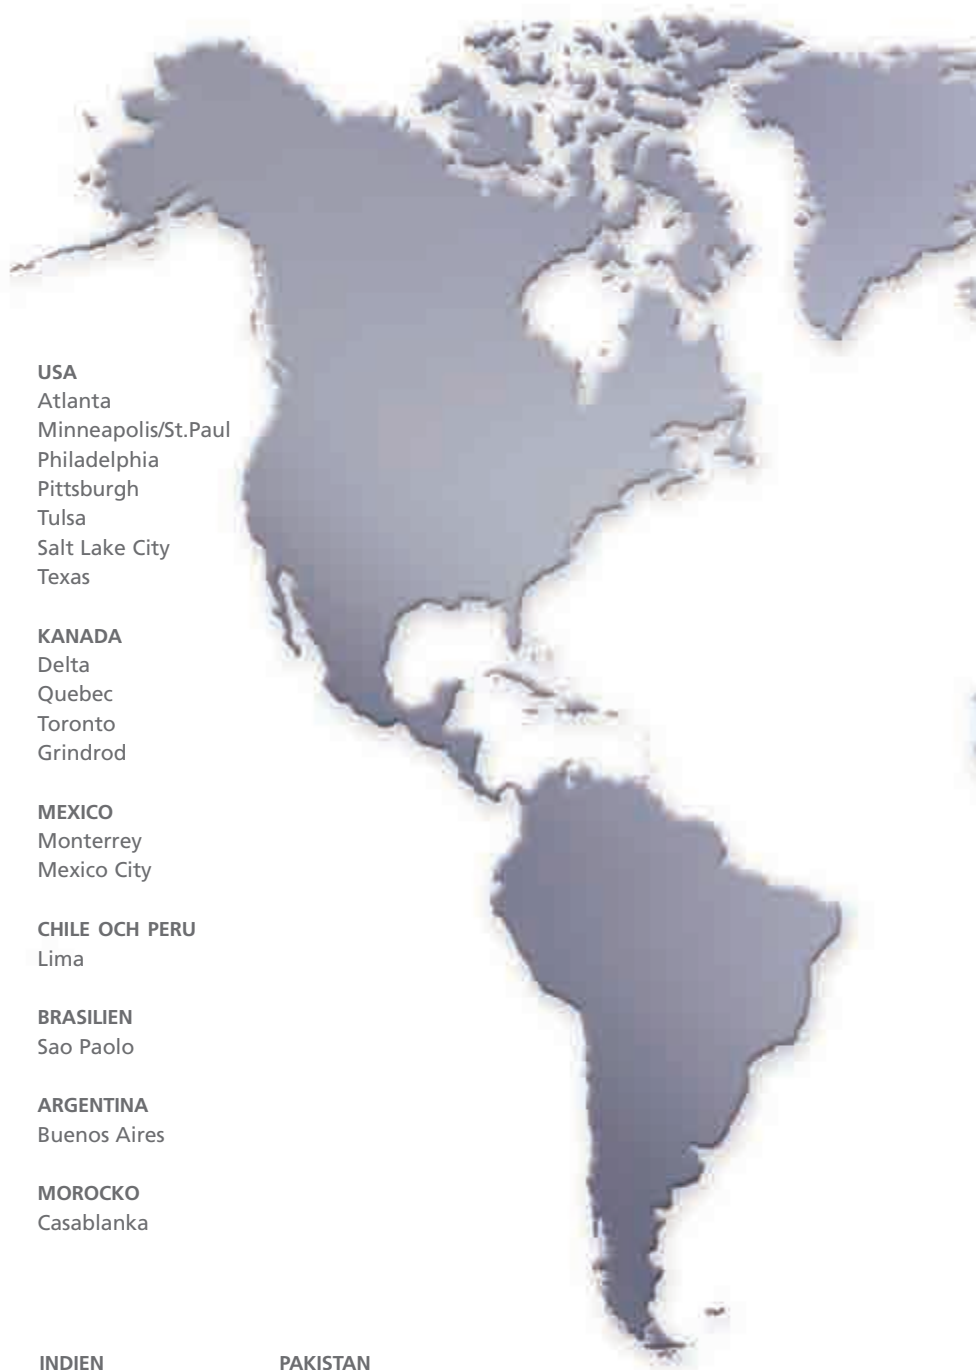 USA
Atlanta
Minneapolis/St.Paul
Philadelphia
Pittsburgh
Tulsa
Salt Lake City
Texas
KANADA
Delta
Quebec
Toronto
Grindrod
MEXICO
Monterrey
Mexico City
CHILE OCH PERU
Lima
BRASILIEN
Sao Paolo
ARGENTINA
Buenos Aires
MOROCKO
Casablanka
INDIEN
PAKISTAN